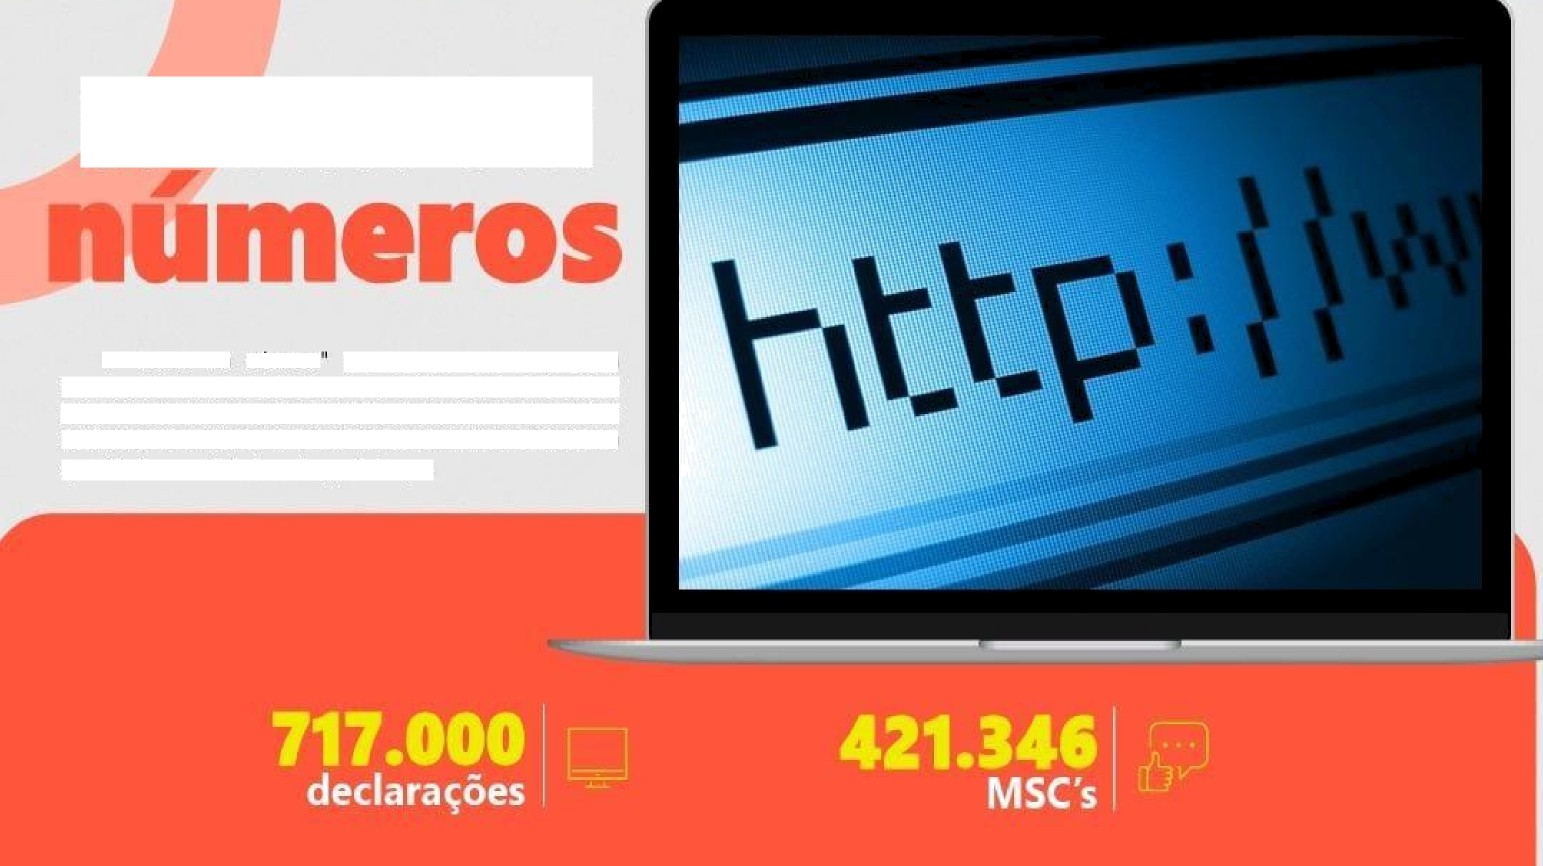 números
http://w
717.000
declarações
421.346
MSC’s